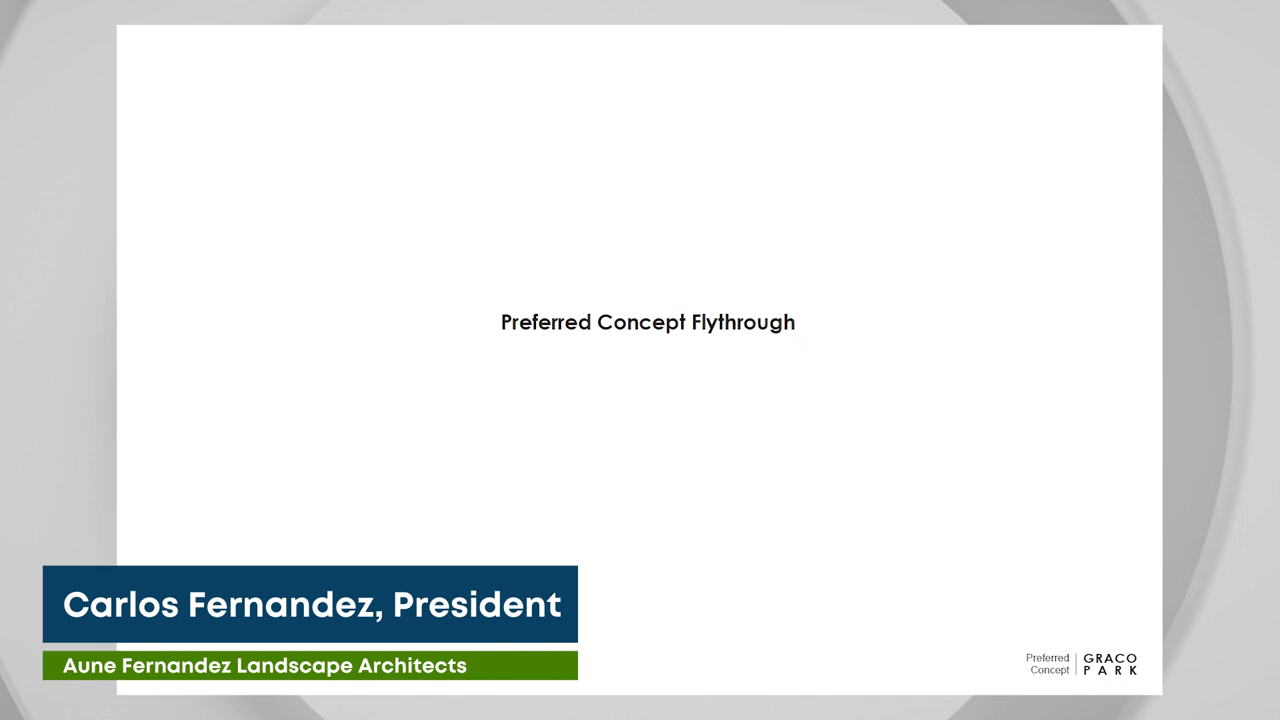 Preferred Concept Flythrough
Carlos Fernandez, President
Aune Fernandez Landscape Architects
Preferred
Concept
GRACO
PARK